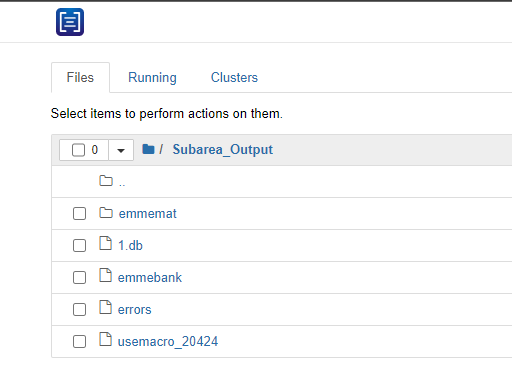 Files Running Clusters
Select items to perform actions on them.
0 / Subarea_Output
..
emmemat
1.db
emmebank
errors
usemacro_20424